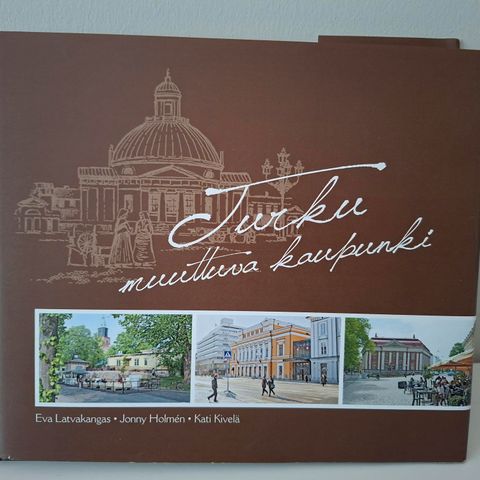 Turku
muuttuva kaupunki
Eva Latvakangas • Jonny Holmén • Kati Kivelä